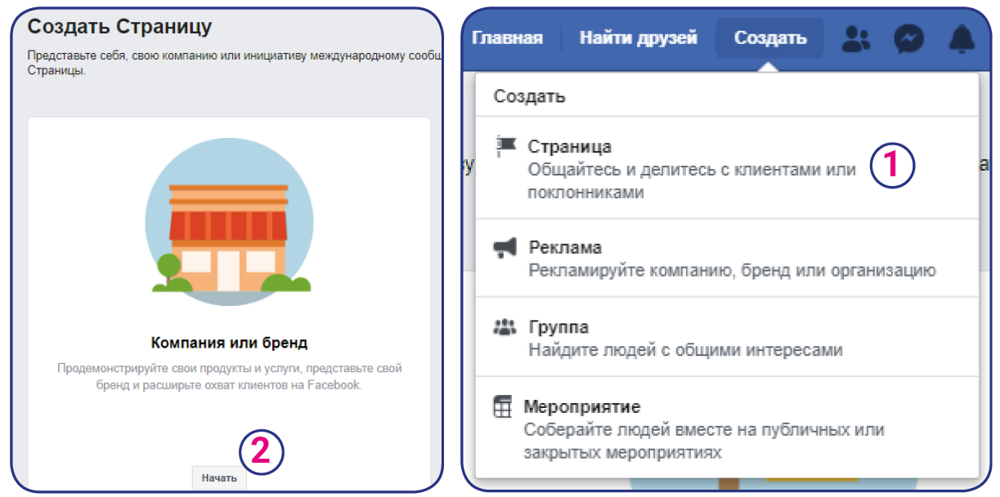 Создать Страницу
Представьте себя, свою компанию или инициативу международному сообщ
Страницы.
Компания или бренд
Продемонстрируйте свои продукты и услуги, представьте свой
бренд и расширьте охват клиентов на Facebook.
2
Начать
Главная Найти друзей Создать
Создать
Страница
Общайтесь и делитесь с клиентами или
поклонниками
1
Реклама
Рекламируйте компанию, бренд или организацию
Группа
Найдите людей с общими интересами
Мероприятие
Соберайте людей вместе на публичных или
закрытых мероприятиях